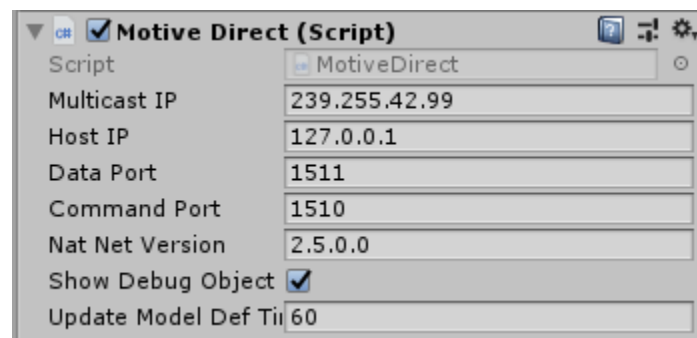 Motive Direct (Script)
Script MotiveDirect
Multicast IP 239.255.42.99
Host IP 127.0.0.1
Data Port 1511
Command Port 1510
Nat Net Version 2.5.0.0
Show Debug Object
Update Model Def Ti 60